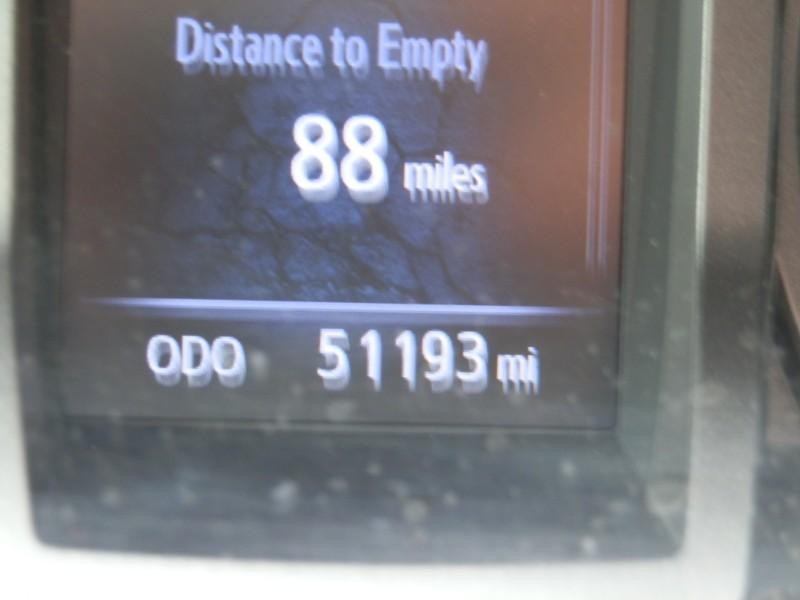 Distance to Empty
88 miles
ODO 51193 mi